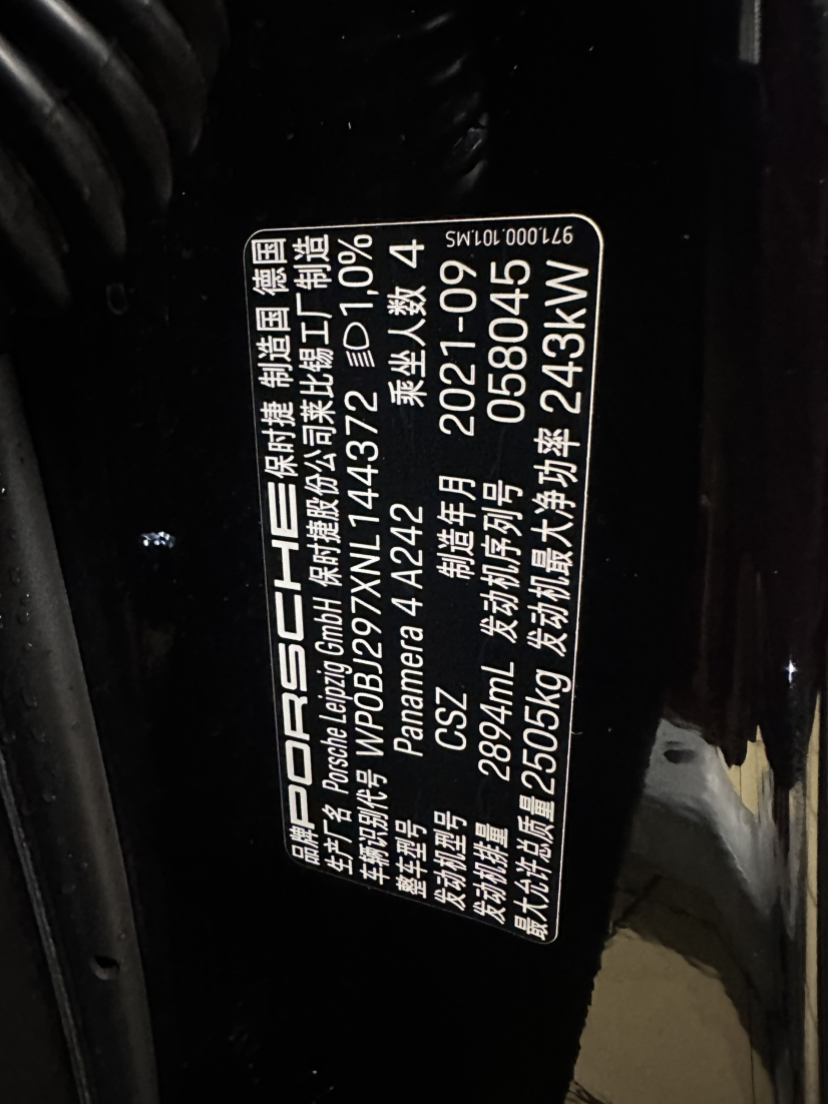 品牌 PORSCHE 保时捷 制造国 德国
生产厂名 Porsche Leipzig GmbH 保时捷股份公司莱比锡工厂制造
车辆识别代号 WP0BJ297XNL144372 1,0%
整车型号 Panamera 4 A242 乘坐人数 4
发动机型号 CSZ 制造年月 2021-09
发动机排量 2894mL 发动机序列号 058045
最大允许总质量 2505kg 发动机最大净功率 243kW
971.000.101.MS